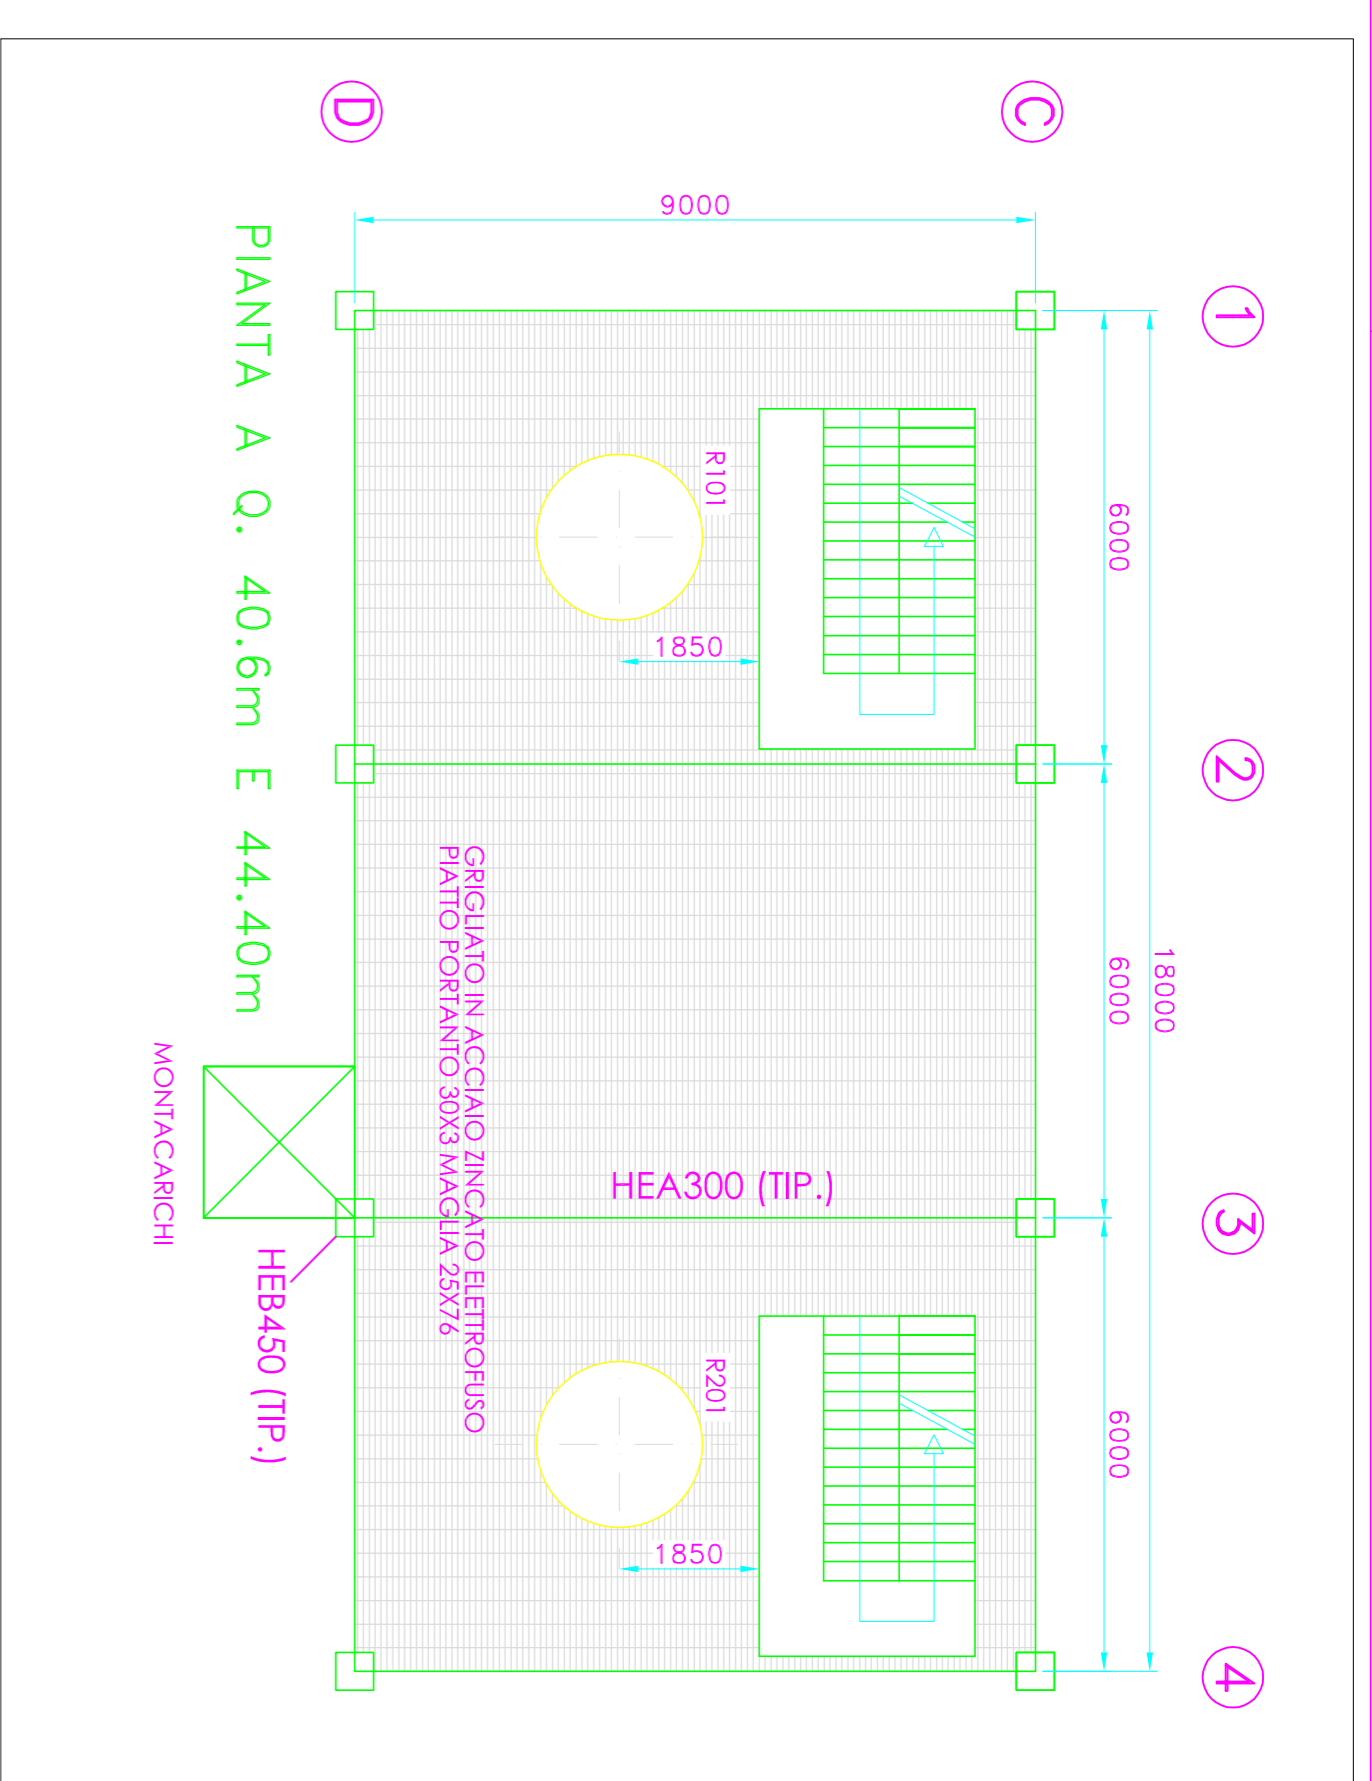 1
2
3
4
18000
6000
6000
6000
C
9000
D
R101
1850
R201
1850
HEA300 (TIP.)
GRIGLIATO IN ACCIAIO ZINCATO ELETTROFUSO
PIATTO PORTANTO 30X3 MAGLIA 25X76
HEB450 (TIP.)
PIANTA A Q. 40.6m E 44.40m
MONTACARICHI